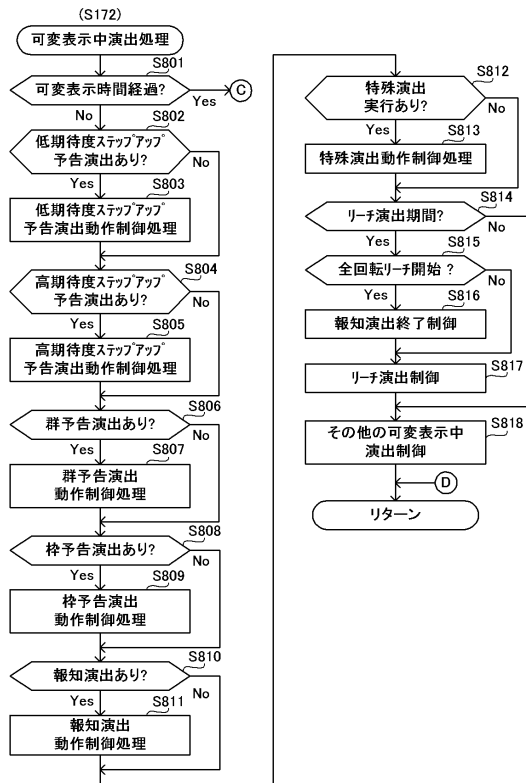 (S172)
可変表示中演出処理
S801
可変表示時間経過?
Yes
C
No
S802
低期待度ステップアップ
予告演出あり?
No
Yes
S803
低期待度ステップアップ
予告演出動作制御処理
S804
高期待度ステップアップ
予告演出あり?
No
Yes
S805
高期待度ステップアップ
予告演出動作制御処理
S806
群予告演出あり?
No
Yes
S807
群予告演出
動作制御処理
S808
枠予告演出あり?
No
Yes
S809
枠予告演出
動作制御処理
S810
報知演出あり?
No
Yes
S811
報知演出
動作制御処理
S812
特殊演出
実行あり?
No
Yes
S813
特殊演出動作制御処理
S814
リーチ演出期間?
No
Yes
S815
全回転リーチ開始?
No
Yes
S816
報知演出終了制御
S817
リーチ演出制御
S818
その他の可変表示中
演出制御
D
リターン